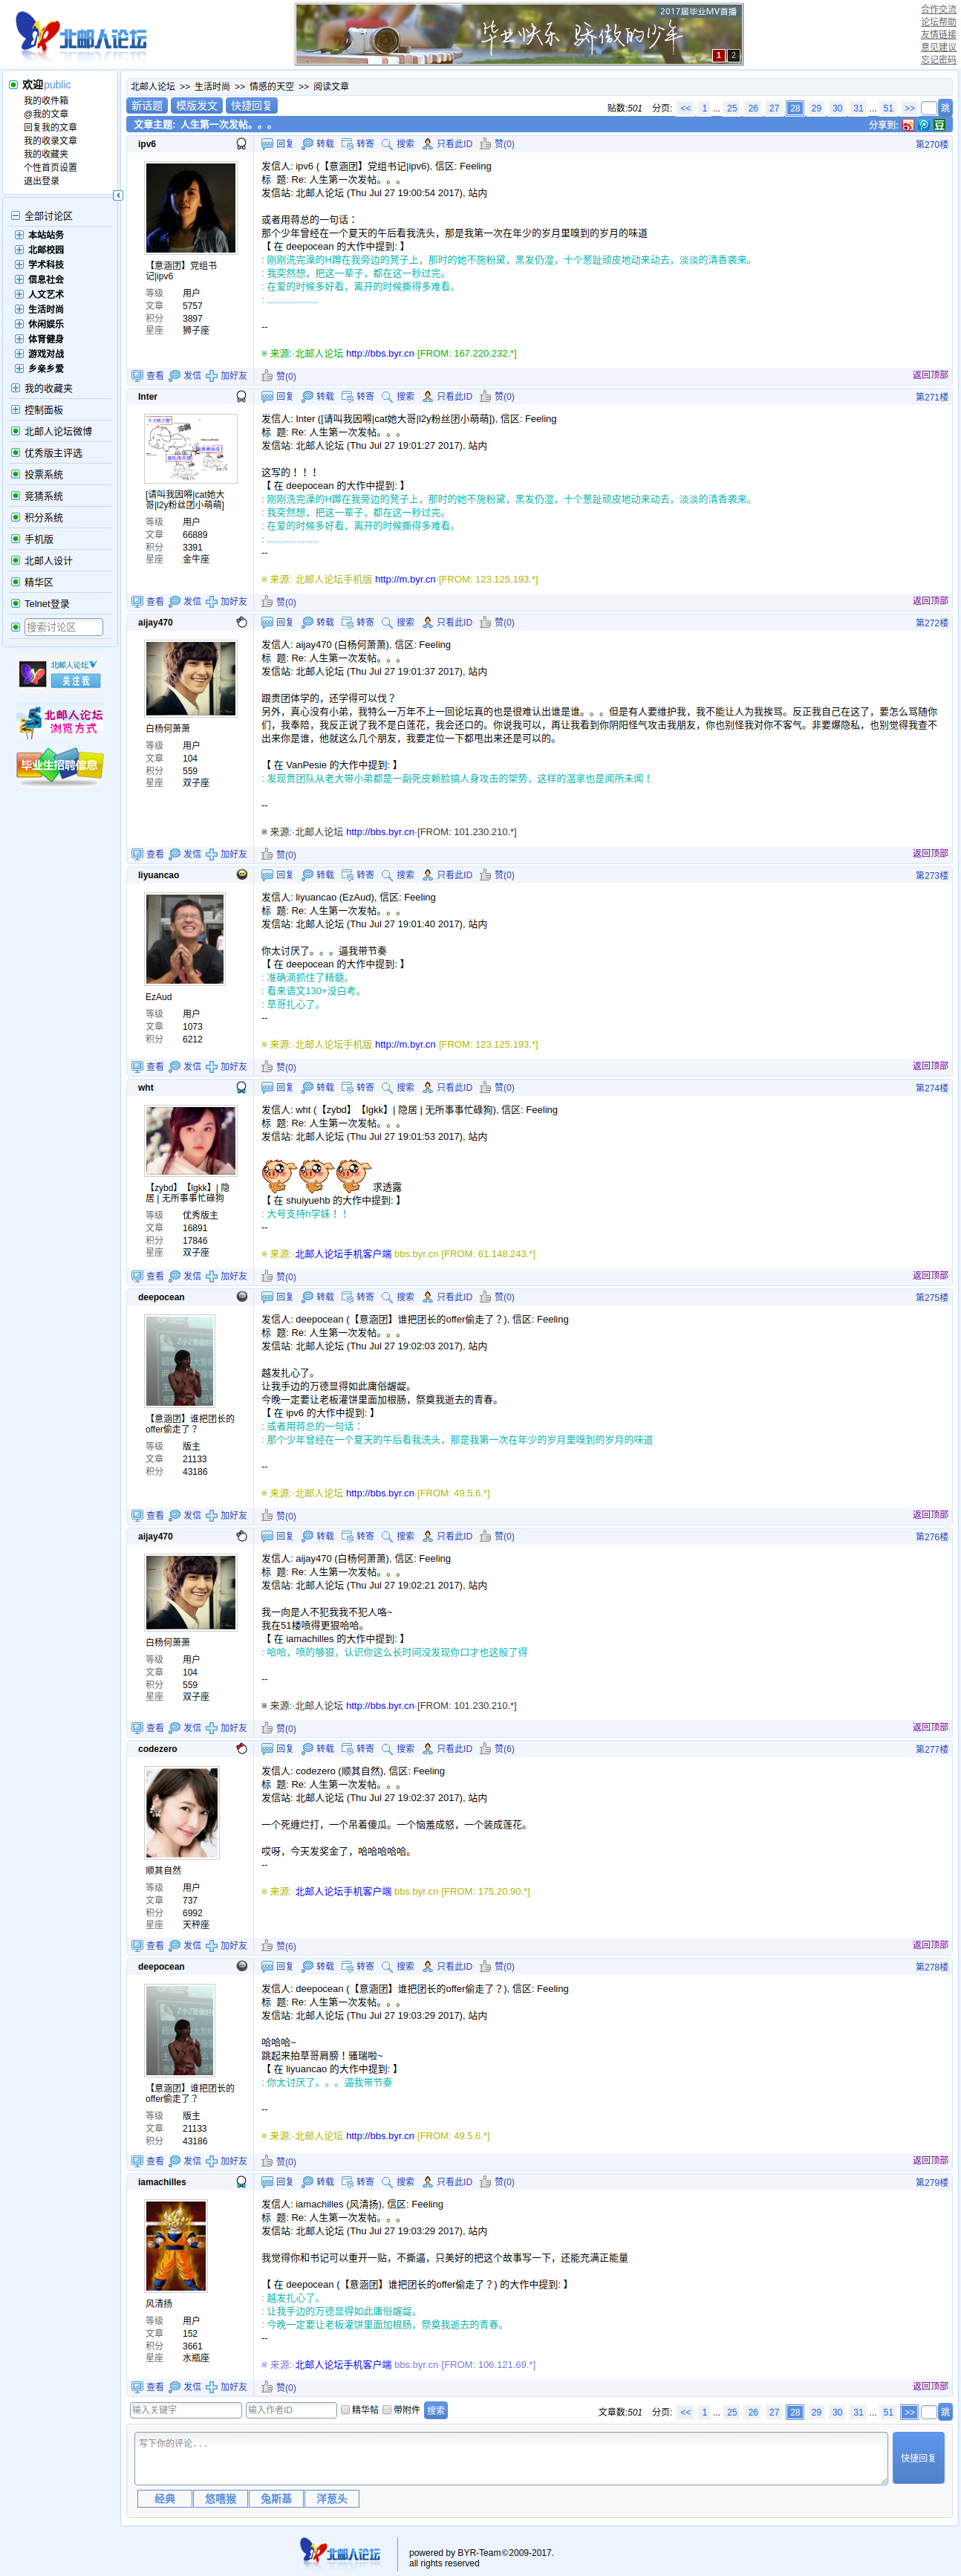 北邮人论坛
2017届毕业MV首播
毕业快乐 骄傲的少年
1 2
合作交流
论坛帮助
友情链接
意见建议
忘记密码
欢迎public
我的收件箱
@我的文章
回复我的文章
我的收录文章
我的收藏夹
个性首页设置
退出登录
全部讨论区
本站站务
北邮校园
学术科技
信息社会
人文艺术
生活时尚
休闲娱乐
体育健身
游戏对战
乡亲乡爱
我的收藏夹
控制面板
北邮人论坛微博
优秀版主评选
投票系统
竞猜系统
积分系统
手机版
北邮人设计
精华区
Telnet登录
搜索讨论区
北邮人论坛
关注我
北邮人论坛
浏览方式
毕业生招聘信息
北邮人论坛 >> 生活时尚 >> 情感的天空 >> 阅读文章
新话题 模版发文 快捷回复
贴数:501 分页: << 1 ... 25 26 27 28 29 30 31 ... 51 >> 跳
文章主题: 人生第一次发帖。。。 分享到:
ipv6 回复 转载 转寄 搜索 只看此ID 赞(0) 第270楼
【意涵团】党组书记|ipv6
等级 用户
文章 5757
积分 3897
星座 狮子座
发信人: ipv6 (【意涵团】党组书记|ipv6), 信区: Feeling
标 题: Re: 人生第一次发帖。。。
发信站: 北邮人论坛 (Thu Jul 27 19:00:54 2017), 站内
或者用蒋总的一句话：
那个少年曾经在一个夏天的午后看我洗头，那是我第一次在年少的岁月里嗅到的岁月的味道
【 在 deepocean 的大作中提到: 】
: 刚刚洗完澡的H蹲在我旁边的凳子上，那时的她不施粉黛，黑发仍湿，十个葱趾顽皮地动来动去，淡淡的清香袭来。
: 我突然想，把这一辈子，都在这一秒过完。
: 在爱的时候多好看，离开的时候撕得多难看。
: ...................
--
※ 来源:·北邮人论坛 http://bbs.byr.cn·[FROM: 167.220.232.*]
查看 发信 加好友 赞(0) 返回顶部
Inter 回复 转载 转寄 搜索 只看此ID 赞(0) 第271楼
[请叫我因嘚|cat她大哥|l2y粉丝团小萌萌]
等级 用户
文章 66889
积分 3391
星座 金牛座
发信人: Inter ([请叫我因嘚|cat她大哥|l2y粉丝团小萌萌]), 信区: Feeling
标 题: Re: 人生第一次发帖。。。
发信站: 北邮人论坛 (Thu Jul 27 19:01:27 2017), 站内
这写的！！！
【 在 deepocean 的大作中提到: 】
: 刚刚洗完澡的H蹲在我旁边的凳子上，那时的她不施粉黛，黑发仍湿，十个葱趾顽皮地动来动去，淡淡的清香袭来。
: 我突然想，把这一辈子，都在这一秒过完。
: 在爱的时候多好看，离开的时候撕得多难看。
: ...................
--
※ 来源:·北邮人论坛手机版 http://m.byr.cn·[FROM: 123.125.193.*]
查看 发信 加好友 赞(0) 返回顶部
aijay470 回复 转载 转寄 搜索 只看此ID 赞(0) 第272楼
白杨何萧萧
等级 用户
文章 104
积分 559
星座 双子座
发信人: aijay470 (白杨何萧萧), 信区: Feeling
标 题: Re: 人生第一次发帖。。。
发信站: 北邮人论坛 (Thu Jul 27 19:01:37 2017), 站内
跟贵团体学的，还学得可以伐？
另外，真心没有小弟，我特么一万年不上一回论坛真的也是很难认出谁是谁。。。但是有人要维护我，我不能让人为我挨骂。反正我自己在这了，要怎么骂随你们，我奉陪，我反正说了我不是白莲花，我会还口的。你说我可以，再让我看到你阴阳怪气攻击我朋友，你也别怪我对你不客气。非要爆隐私，也别觉得我查不出来你是谁，他就这么几个朋友，我要定位一下都甩出来还是可以的。
【 在 VanPesie 的大作中提到: 】
: 发现贵团队从老大带小弟都是一副死皮赖脸搞人身攻击的架势，这样的温拿也是闻所未闻！
--
※ 来源:·北邮人论坛 http://bbs.byr.cn·[FROM: 101.230.210.*]
查看 发信 加好友 赞(0) 返回顶部
liyuancao 回复 转载 转寄 搜索 只看此ID 赞(0) 第273楼
EzAud
等级 用户
文章 1073
积分 6212
发信人: liyuancao (EzAud), 信区: Feeling
标 题: Re: 人生第一次发帖。。。
发信站: 北邮人论坛 (Thu Jul 27 19:01:40 2017), 站内
你太讨厌了。。。逼我带节奏
【 在 deepocean 的大作中提到: 】
: 准确滴抓住了精髓。
: 看来语文130+没白考。
: 草哥扎心了。
--
※ 来源:·北邮人论坛手机版 http://m.byr.cn·[FROM: 123.125.193.*]
查看 发信 加好友 赞(0) 返回顶部
wht 回复 转载 转寄 搜索 只看此ID 赞(0) 第274楼
【zybd】【lgkk】| 隐居 | 无所事事忙碌狗
等级 优秀版主
文章 16891
积分 17846
星座 双子座
发信人: wht (【zybd】【lgkk】| 隐居 | 无所事事忙碌狗), 信区: Feeling
标 题: Re: 人生第一次发帖。。。
发信站: 北邮人论坛 (Thu Jul 27 19:01:53 2017), 站内
求透露
【 在 shuiyuehb 的大作中提到: 】
: 大号支持h学妹！！
--
※ 来源:·北邮人论坛手机客户端 bbs.byr.cn·[FROM: 61.148.243.*]
查看 发信 加好友 赞(0) 返回顶部
deepocean 回复 转载 转寄 搜索 只看此ID 赞(0) 第275楼
【意涵团】谁把团长的offer偷走了？
等级 版主
文章 21133
积分 43186
发信人: deepocean (【意涵团】谁把团长的offer偷走了？), 信区: Feeling
标 题: Re: 人生第一次发帖。。。
发信站: 北邮人论坛 (Thu Jul 27 19:02:03 2017), 站内
越发扎心了。
让我手边的万德显得如此庸俗龌龊。
今晚一定要让老板灌饼里面加根肠，祭奠我逝去的青春。
【 在 ipv6 的大作中提到: 】
: 或者用蒋总的一句话：
: 那个少年曾经在一个夏天的午后看我洗头，那是我第一次在年少的岁月里嗅到的岁月的味道
--
※ 来源:·北邮人论坛 http://bbs.byr.cn·[FROM: 49.5.6.*]
查看 发信 加好友 赞(0) 返回顶部
aijay470 回复 转载 转寄 搜索 只看此ID 赞(0) 第276楼
白杨何萧萧
等级 用户
文章 104
积分 559
星座 双子座
发信人: aijay470 (白杨何萧萧), 信区: Feeling
标 题: Re: 人生第一次发帖。。。
发信站: 北邮人论坛 (Thu Jul 27 19:02:21 2017), 站内
我一向是人不犯我我不犯人咯~
我在51楼喷得更狠哈哈。
【 在 iamachilles 的大作中提到: 】
: 哈哈，喷的够狠，认识你这么长时间没发现你口才也这般了得
--
※ 来源:·北邮人论坛 http://bbs.byr.cn·[FROM: 101.230.210.*]
查看 发信 加好友 赞(0) 返回顶部
codezero 回复 转载 转寄 搜索 只看此ID 赞(6) 第277楼
顺其自然
等级 用户
文章 737
积分 6992
星座 天秤座
发信人: codezero (顺其自然), 信区: Feeling
标 题: Re: 人生第一次发帖。。。
发信站: 北邮人论坛 (Thu Jul 27 19:02:37 2017), 站内
一个死缠烂打，一个吊着傻瓜。一个恼羞成怒，一个装成莲花。
哎呀，今天发奖金了，哈哈哈哈哈。
--
※ 来源:·北邮人论坛手机客户端 bbs.byr.cn·[FROM: 175.20.90.*]
查看 发信 加好友 赞(6) 返回顶部
deepocean 回复 转载 转寄 搜索 只看此ID 赞(0) 第278楼
【意涵团】谁把团长的offer偷走了？
等级 版主
文章 21133
积分 43186
发信人: deepocean (【意涵团】谁把团长的offer偷走了？), 信区: Feeling
标 题: Re: 人生第一次发帖。。。
发信站: 北邮人论坛 (Thu Jul 27 19:03:29 2017), 站内
哈哈哈~
跳起来拍草哥肩膀！骚瑞啦~
【 在 liyuancao 的大作中提到: 】
: 你太讨厌了。。。逼我带节奏
--
※ 来源:·北邮人论坛 http://bbs.byr.cn·[FROM: 49.5.6.*]
查看 发信 加好友 赞(0) 返回顶部
iamachilles 回复 转载 转寄 搜索 只看此ID 赞(0) 第279楼
风清扬
等级 用户
文章 152
积分 3661
星座 水瓶座
发信人: iamachilles (风清扬), 信区: Feeling
标 题: Re: 人生第一次发帖。。。
发信站: 北邮人论坛 (Thu Jul 27 19:03:29 2017), 站内
我觉得你和书记可以重开一贴，不撕逼，只美好的把这个故事写一下，还能充满正能量
【 在 deepocean (【意涵团】谁把团长的offer偷走了？) 的大作中提到: 】
: 越发扎心了。
: 让我手边的万德显得如此庸俗龌龊。
: 今晚一定要让老板灌饼里面加根肠，祭奠我逝去的青春。
--
※ 来源:·北邮人论坛手机客户端 bbs.byr.cn·[FROM: 106.121.69.*]
查看 发信 加好友 赞(0) 返回顶部
输入关键字 输入作者ID 精华帖 带附件 搜索
文章数:501 分页: << 1 ... 25 26 27 28 29 30 31 ... 51 >> 跳
写下你的评论...
快捷回复
经典 悠嘻猴 兔斯基 洋葱头
北邮人论坛
powered by BYR-Team©2009-2017.
all rights reserved